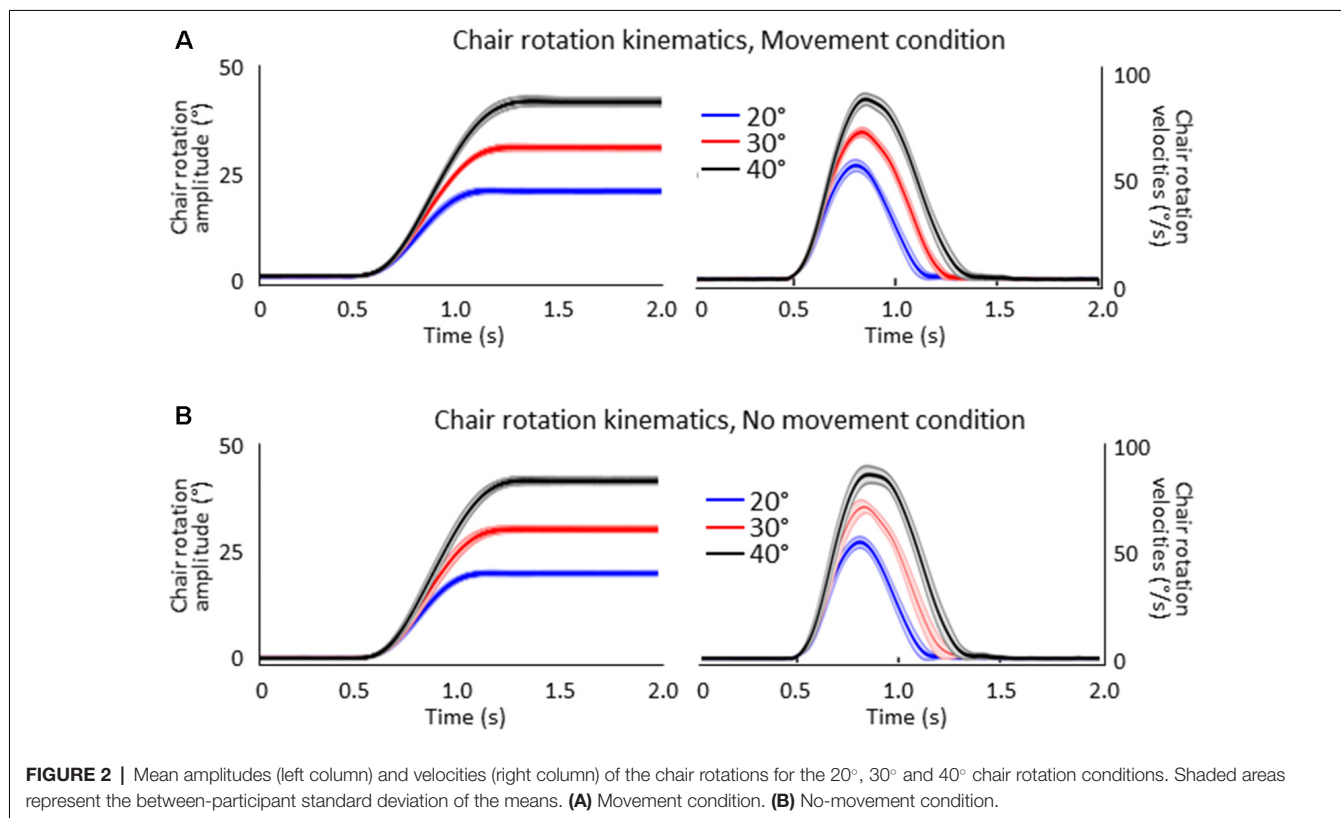 A
Chair rotation kinematics, Movement condition
50
25
0
Chair rotation
amplitude (°)
0 0.5 1.0 1.5 2.0
Time (s)
20°
30°
40°
100
50
0
Chair rotation
velocities (°/s)
0 0.5 1.0 1.5 2.0
Time (s)
B
Chair rotation kinematics, No movement condition
50
25
0
Chair rotation
amplitude (°)
0 0.5 1.0 1.5 2.0
Time (s)
20°
30°
40°
100
50
0
Chair rotation
velocities (°/s)
0 0.5 1.0 1.5 2.0
Time (s)
FIGURE 2 | Mean amplitudes (left column) and velocities (right column) of the chair rotations for the 20°, 30° and 40° chair rotation conditions. Shaded areas
represent the between-participant standard deviation of the means. (A) Movement condition. (B) No-movement condition.